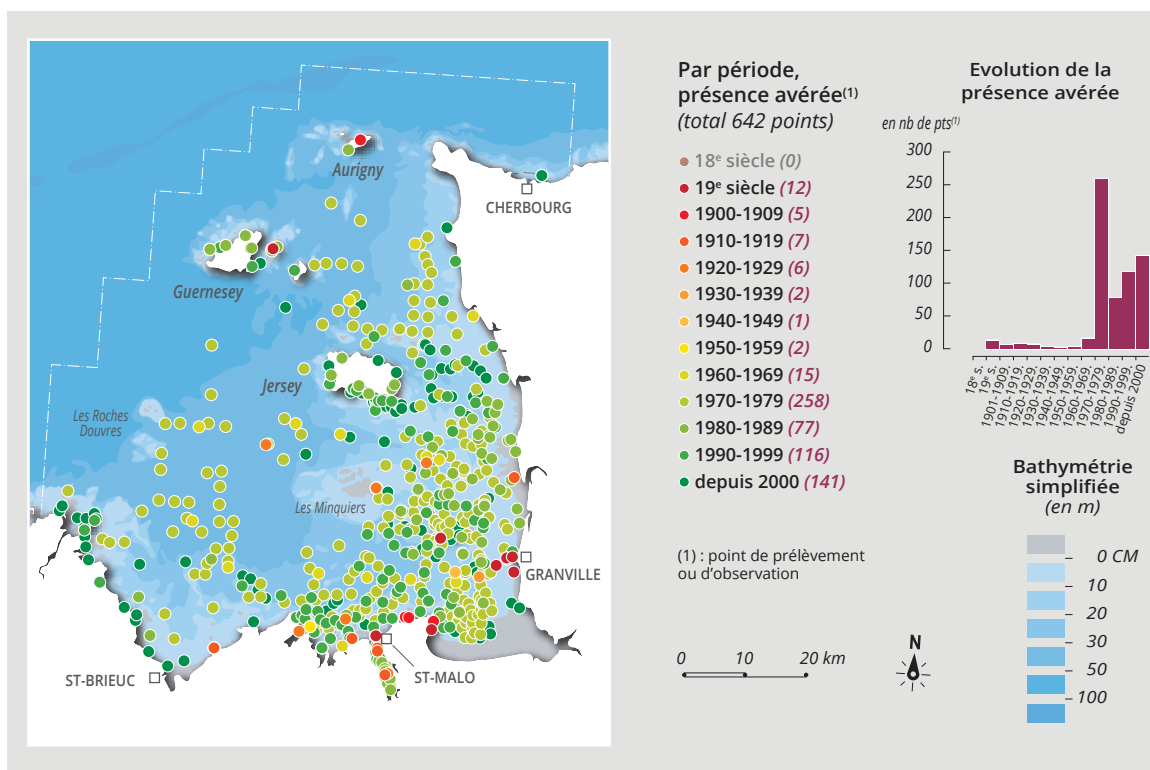 Aurigny
CHERBOURG
Guernesey
Jersey
Les Roches
Douvres
Les Minquiers
GRANVILLE
ST-BRIEUC
ST-MALO
Par période,
présence avérée(1)
(total 642 points)
18e siècle (0)
19e siècle (12)
1900-1909 (5)
1910-1919 (7)
1920-1929 (6)
1930-1939 (2)
1940-1949 (1)
1950-1959 (2)
1960-1969 (15)
1970-1979 (258)
1980-1989 (77)
1990-1999 (116)
depuis 2000 (141)
(1) : point de prélèvement
ou d'observation
0 10 20 km
N
Evolution de la
présence avérée
en nb de pts(1)
300
250
200
150
100
50
0
18e s.
19e s.
1901-1909.
1910-1919.
1920-1929.
1930-1939.
1940-1949.
1950-1959.
1960-1969.
1970-1979.
1980-1989.
1990-1999.
depuis 2000
Bathymétrie
simplifiée
(en m)
0 CM
10
20
30
50
100